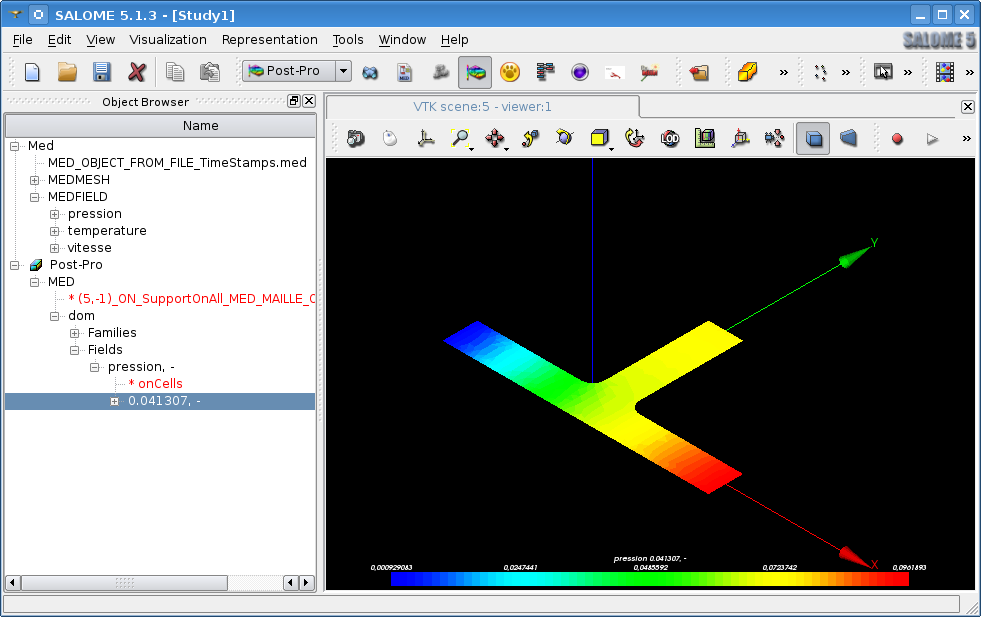 SALOME 5.1.3 - [Study1]
File Edit View Visualization Representation Tools Window Help
SALOME 5
Post-Pro
Object Browser
VTK scene:5 - viewer:1
Name
Med
MED_OBJECT_FROM_FILE_TimeStamps.med
MEDMESH
MEDFIELD
pression
temperature
vitesse
Post-Pro
MED
* (5,-1)_ON_SupportOnAll_MED_MAILLE_
dom
Families
Fields
pression, -
* onCells
0.041307, -
Y
X
pression 0.041307, -
0,000929083 0,0247441 0,0485592 0,0723742 0,0961893